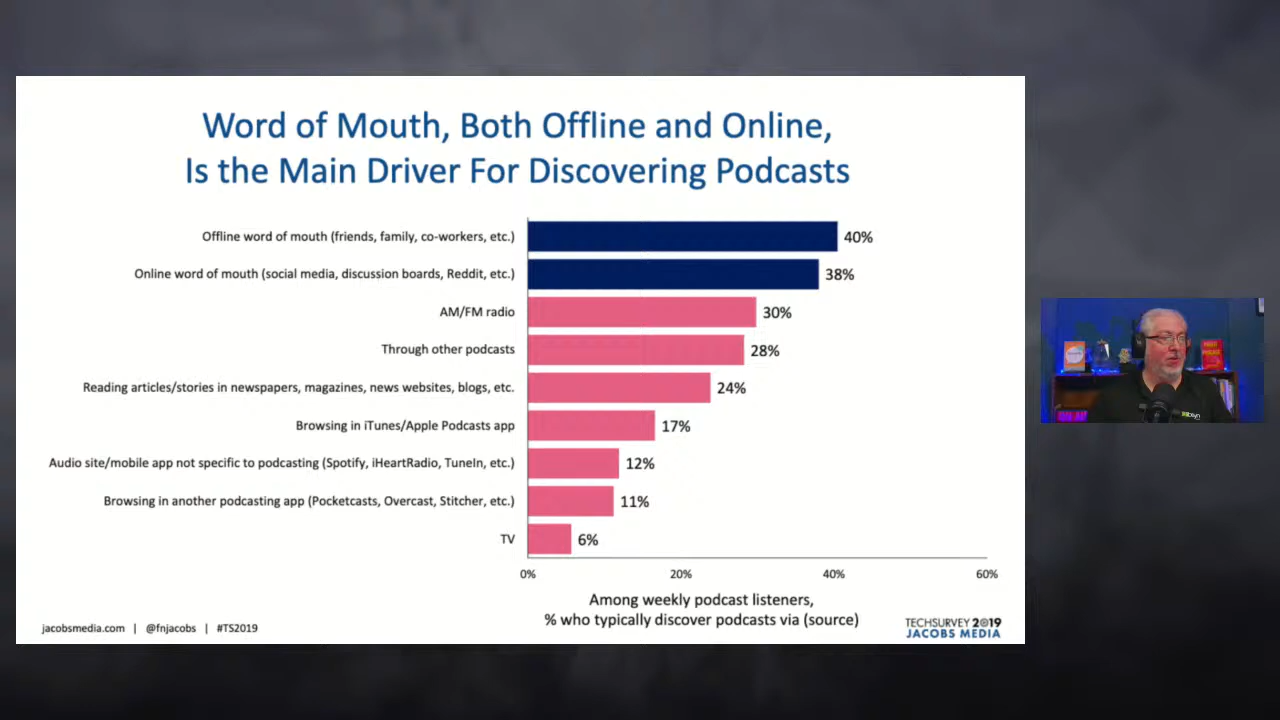 Word of Mouth, Both Offline and Online,
Is the Main Driver For Discovering Podcasts
Offline word of mouth (friends, family, co-workers, etc.) 40%
Online word of mouth (social media, discussion boards, Reddit, etc.) 38%
AM/FM radio 30%
Through other podcasts 28%
Reading articles/stories in newspapers, magazines, news websites, blogs, etc. 24%
Browsing in iTunes/Apple Podcasts app 17%
Audio site/mobile app not specific to podcasting (Spotify, iHeartRadio, TuneIn, etc.) 12%
Browsing in another podcasting app (Pocketcasts, Overcast, Stitcher, etc.) 11%
TV 6%
0% 20% 40% 60%
Among weekly podcast listeners,
% who typically discover podcasts via (source)
jacobsmedia.com | @fnjacobs | #TS2019
TECHSURVEY 2019
JACOBS MEDIA